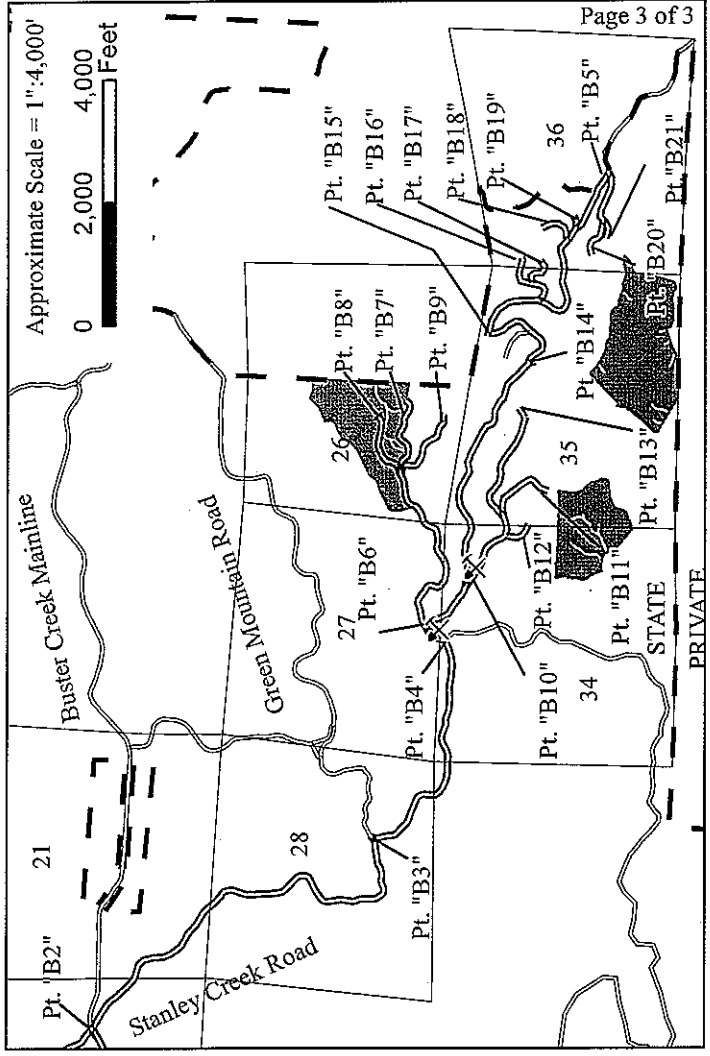 Page 3 of 3
Approximate Scale = 1":4,000'
0 2,000 4,000
Feet
Buster Creek Mainline
Green Mountain Road
Stanley Creek Road
21
Pt. "B2"
28
Pt. "B3"
27
Pt. "B6"
Pt. "B4"
26
Pt. "B8"
Pt. "B7"
Pt. "B9"
Pt. "B15"
Pt. "B16"
Pt. "B17"
Pt. "B18"
Pt. "B19"
36
Pt. "B5"
Pt. "B21"
Pt. "B20"
Pt. "B14"
Pt. "B13"
35
Pt. "B12"
Pt. "B11"
Pt. "B10"
34
STATE
PRIVATE